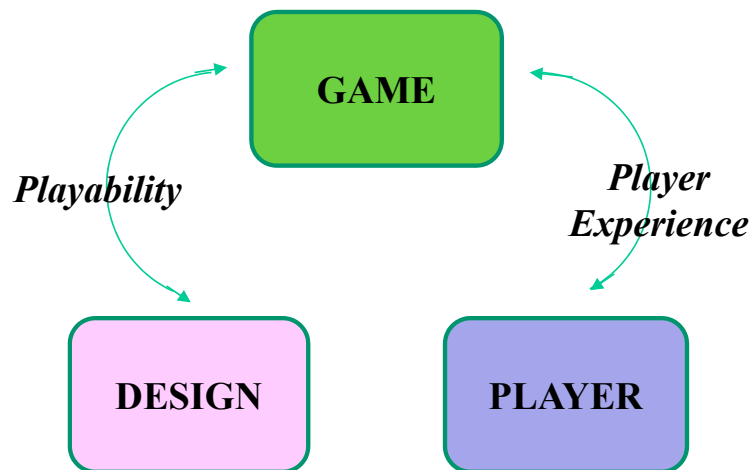 GAME
Playability
Player
Experience
DESIGN
PLAYER